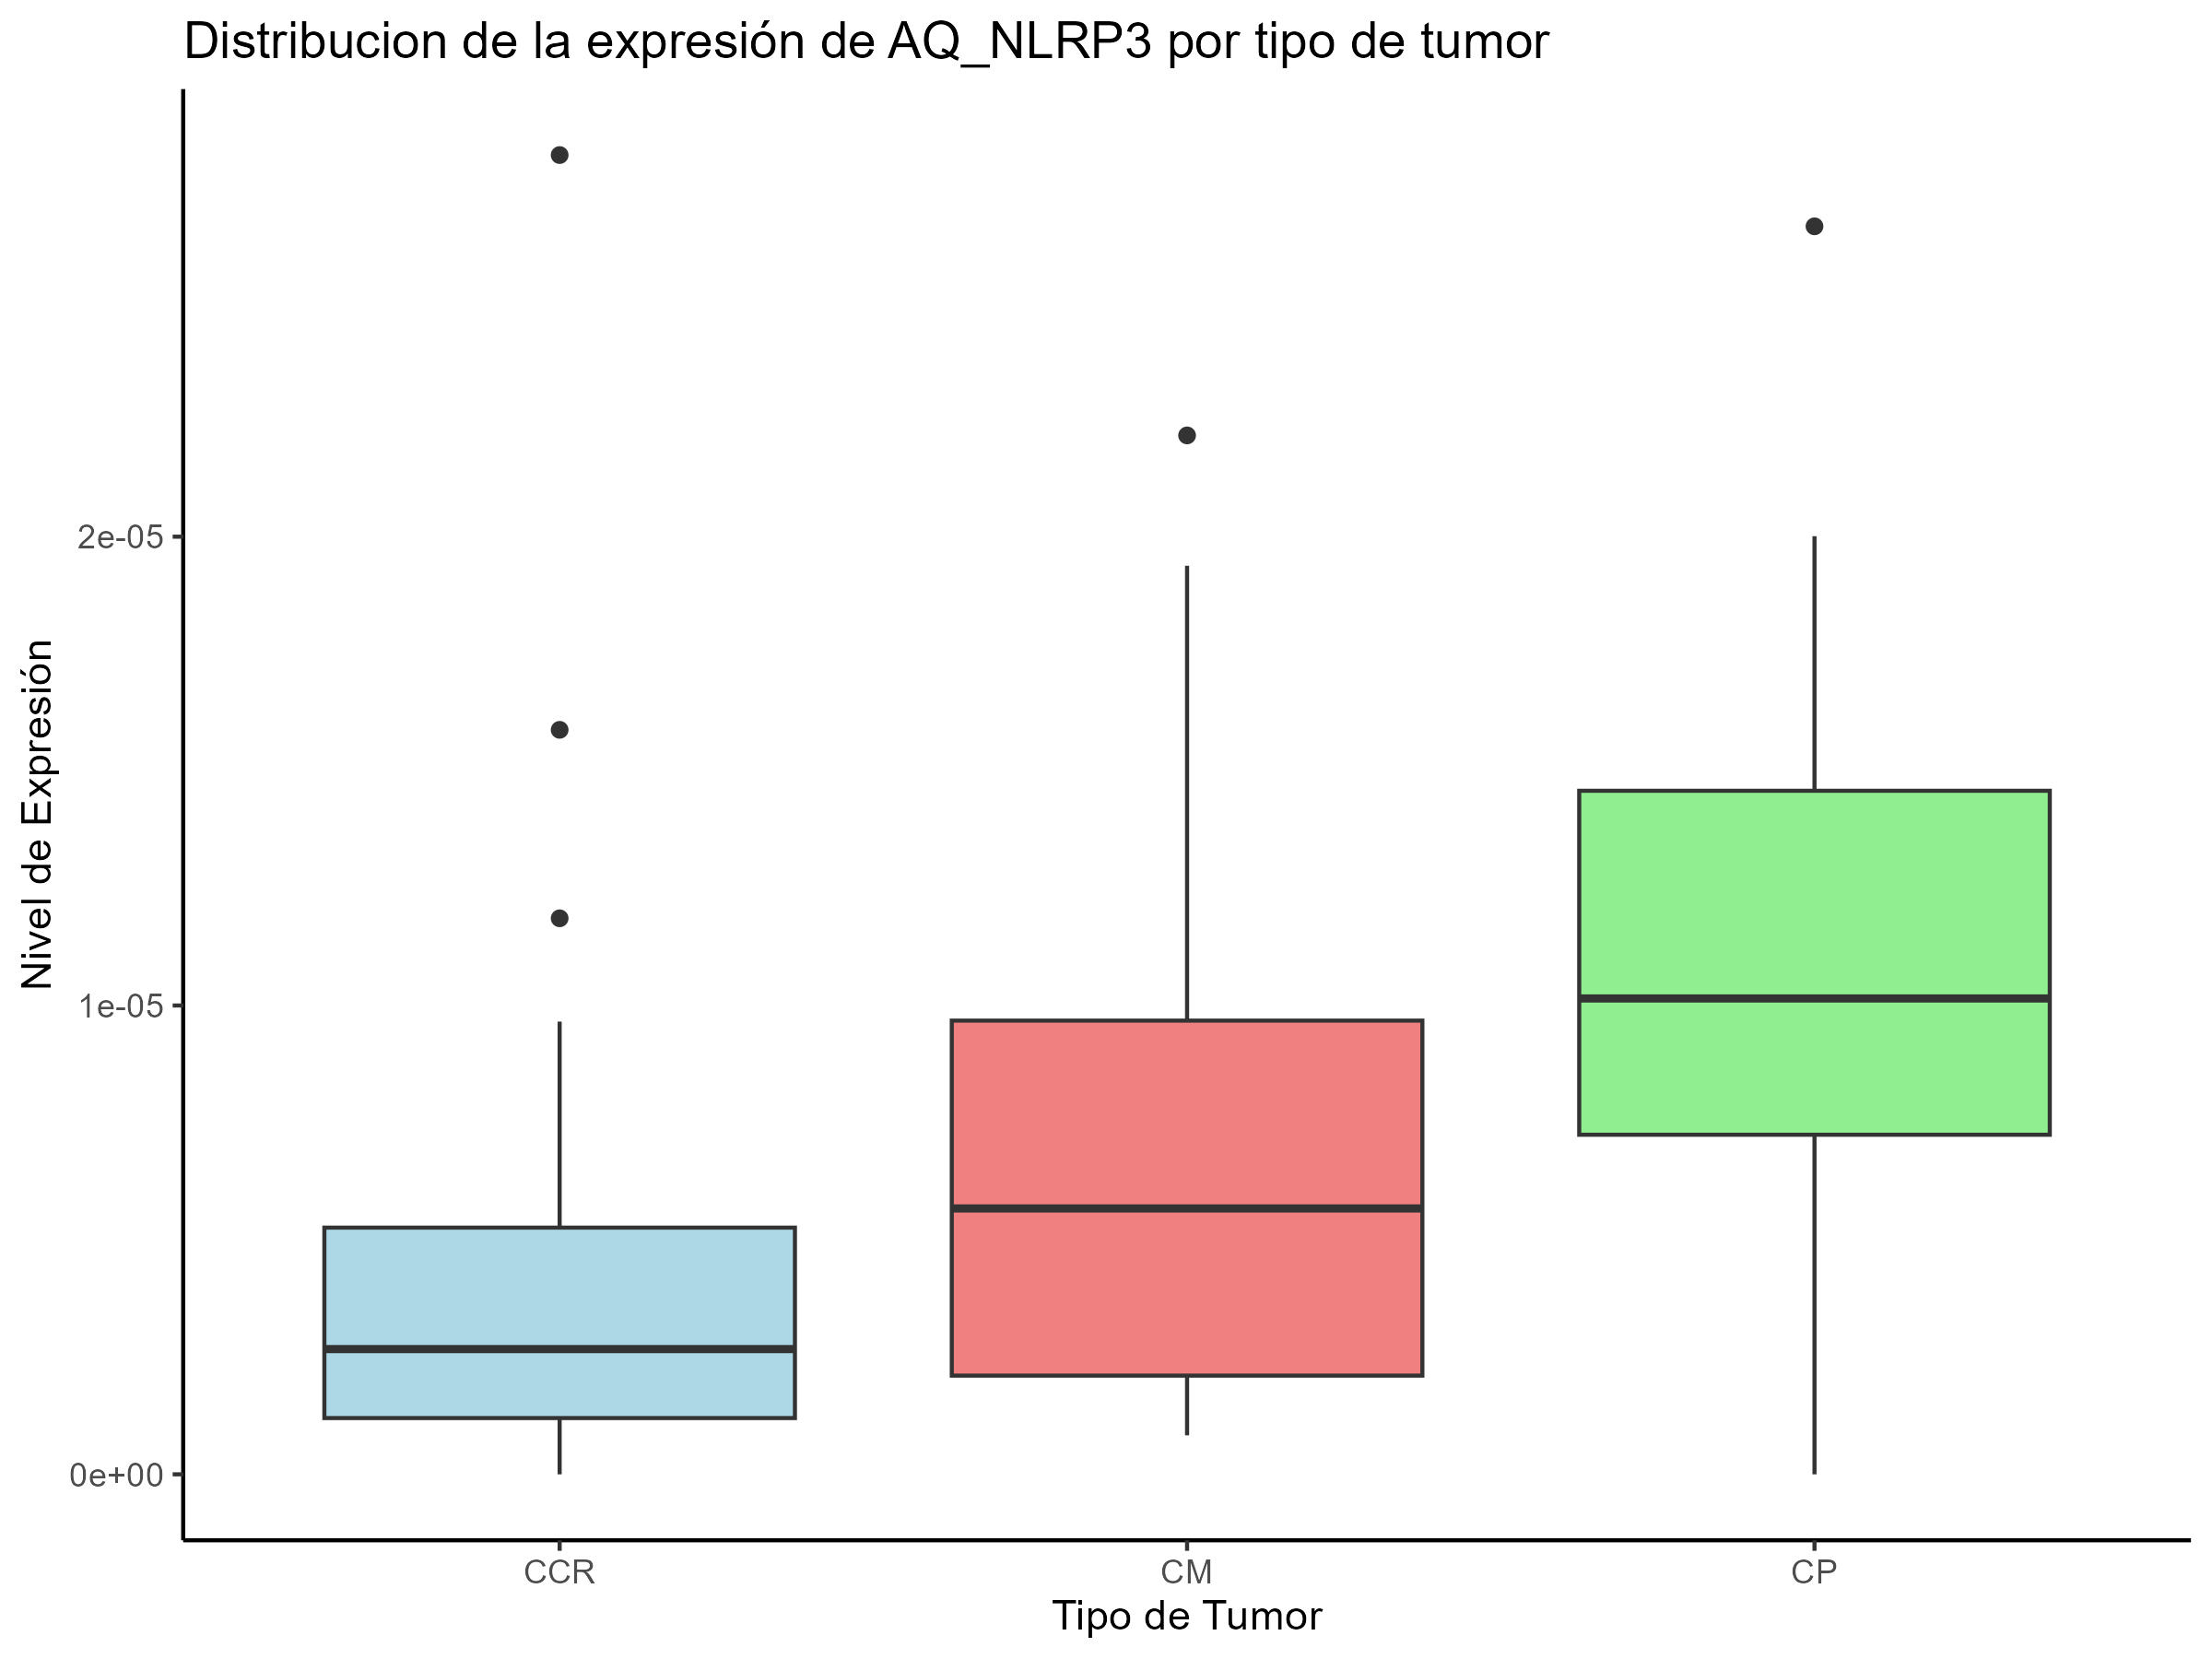 Distribucion de la expresión de AQ_NLRP3 por tipo de tumor
Nivel de Expresión
2e-05
1e-05
0e+00
CCR
CM
CP
Tipo de Tumor